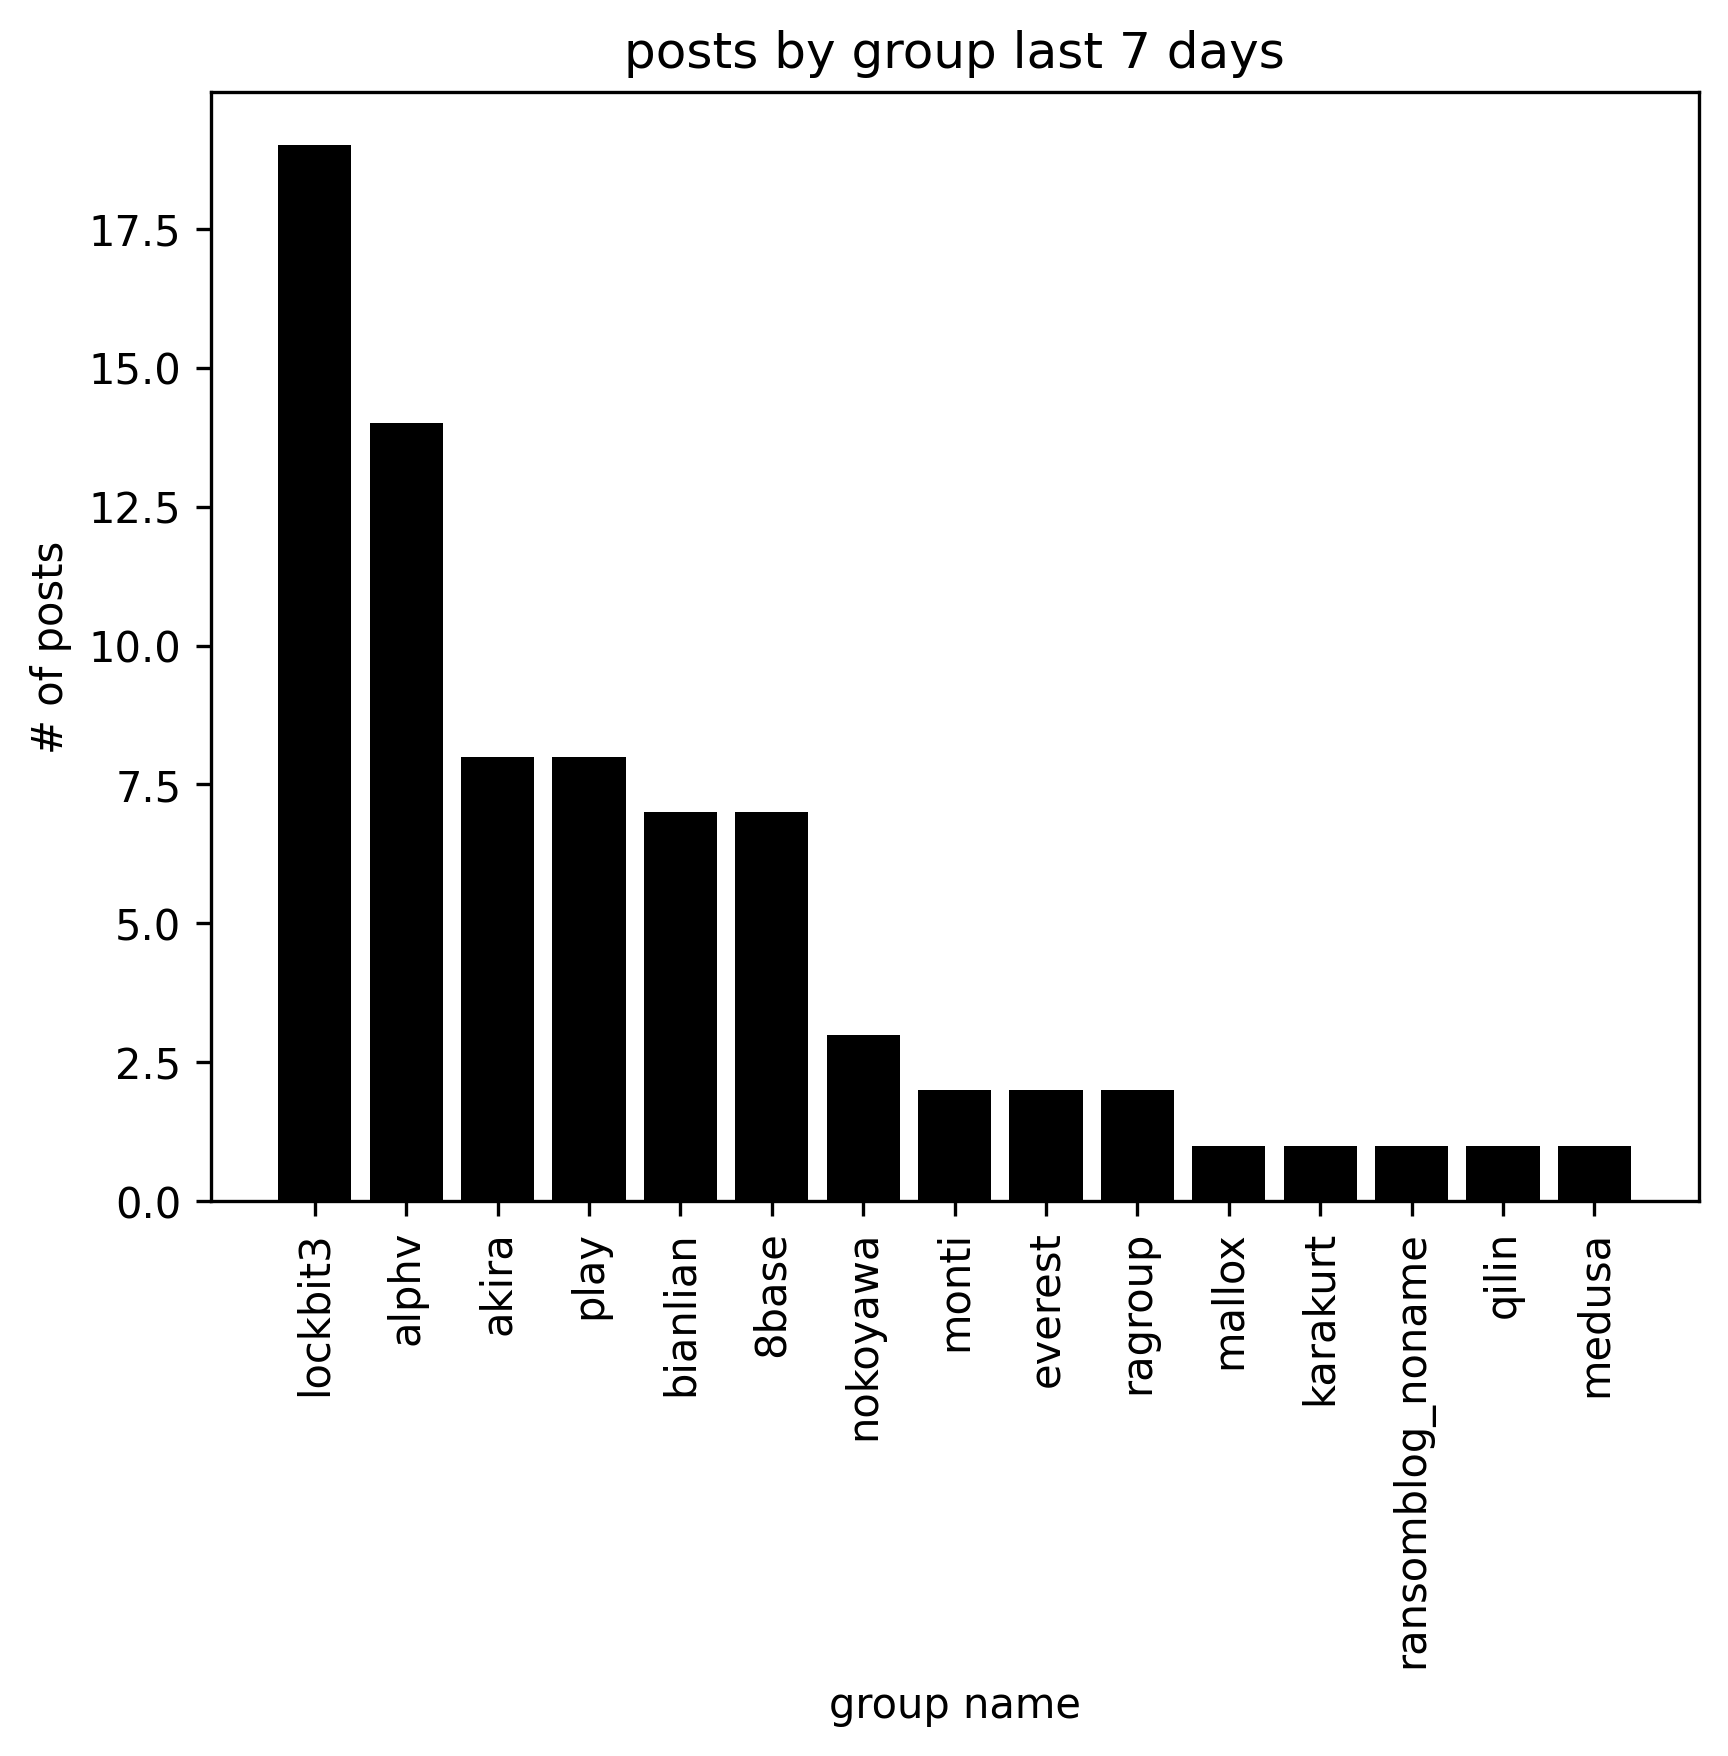 posts by group last 7 days
# of posts
17.5
15.0
12.5
10.0
7.5
5.0
2.5
0.0
lockbit3
alphv
akira
play
bianlian
8base
nokoyawa
monti
everest
ragroup
mallox
karakurt
ransomblog_noname
qilin
medusa
group name